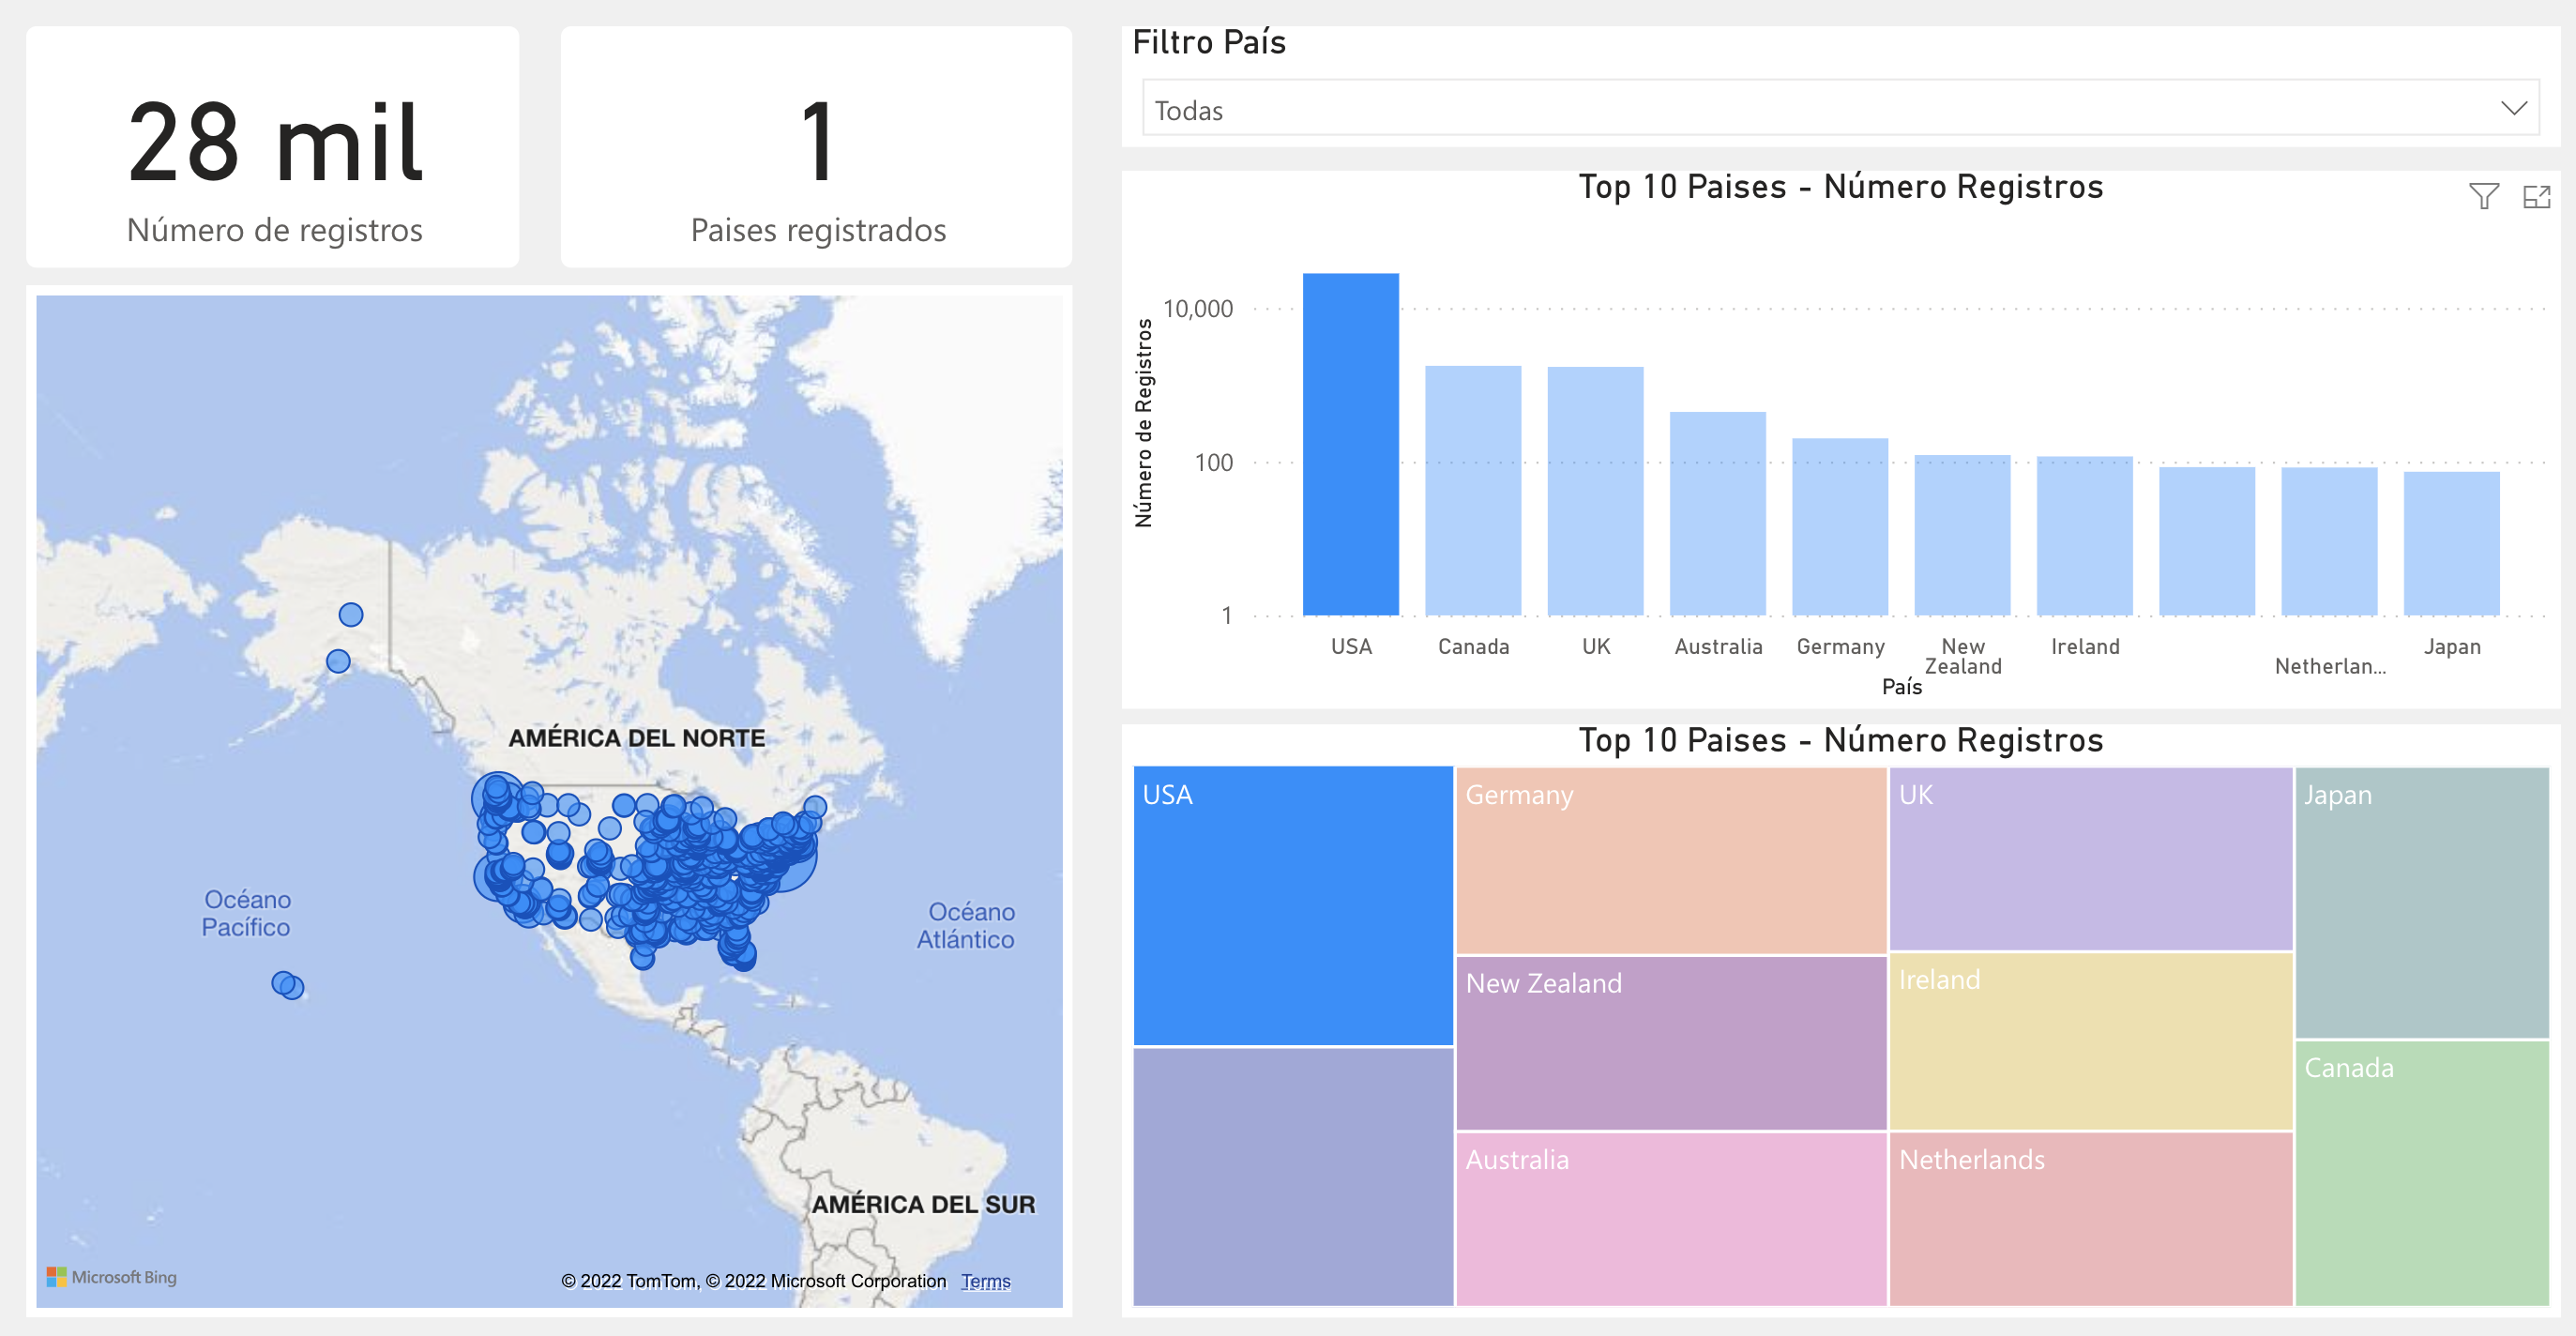 28 mil
Número de registros
1
Paises registrados
Filtro País
Todas
Top 10 Paises - Número Registros
Número de Registros
10,000
100
1
USA
Canada
UK
Australia
Germany
New
Zealand
Ireland
Netherlan...
Japan
País
AMÉRICA DEL NORTE
Océano
Pacífico
Océano
Atlántico
AMÉRICA DEL SUR
Microsoft Bing
© 2022 TomTom, © 2022 Microsoft Corporation Terms
Top 10 Paises - Número Registros
USA
Germany
New Zealand
Australia
UK
Ireland
Netherlands
Japan
Canada